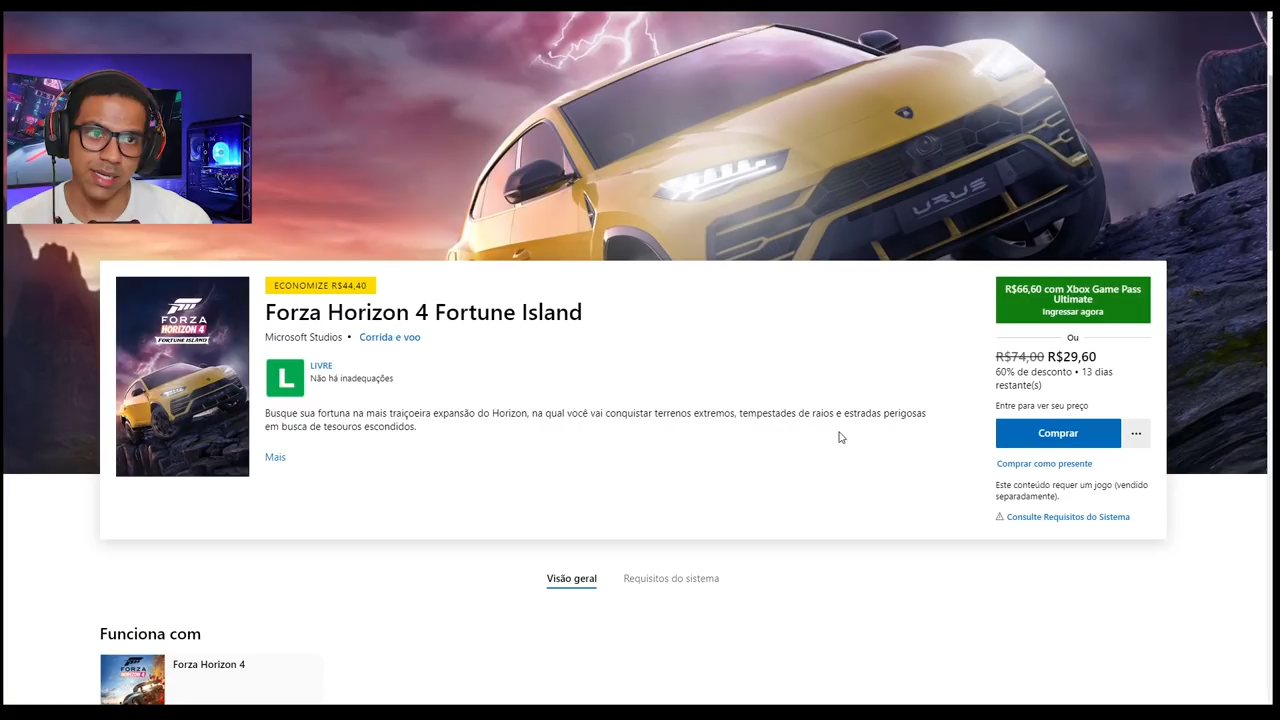 URUS
FORZA
HORIZON 4
FORTUNE ISLAND
ECONOMIZE R$44,40
Forza Horizon 4 Fortune Island
Microsoft Studios • Corrida e voo
L
LIVRE
Não há inadequações
Busque sua fortuna na mais traiçoeira expansão do Horizon, na qual você vai conquistar terrenos extremos, tempestades de raios e estradas perigosas
em busca de tesouros escondidos.
Mais
R$66,60 com Xbox Game Pass
Ultimate
Ingressar agora
Ou
R$74,00 R$29,60
60% de desconto • 13 dias
restante(s)
Entre para ver seu preço
Comprar
Comprar como presente
Este conteúdo requer um jogo (vendido
separadamente).
Consulte Requisitos do Sistema
Visão geral
Requisitos do sistema
Funciona com
FORZA
HORIZON 4
Forza Horizon 4